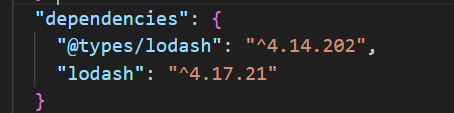 "dependencies": {
"@types/lodash": "^4.14.202",
"lodash": "^4.17.21"
}